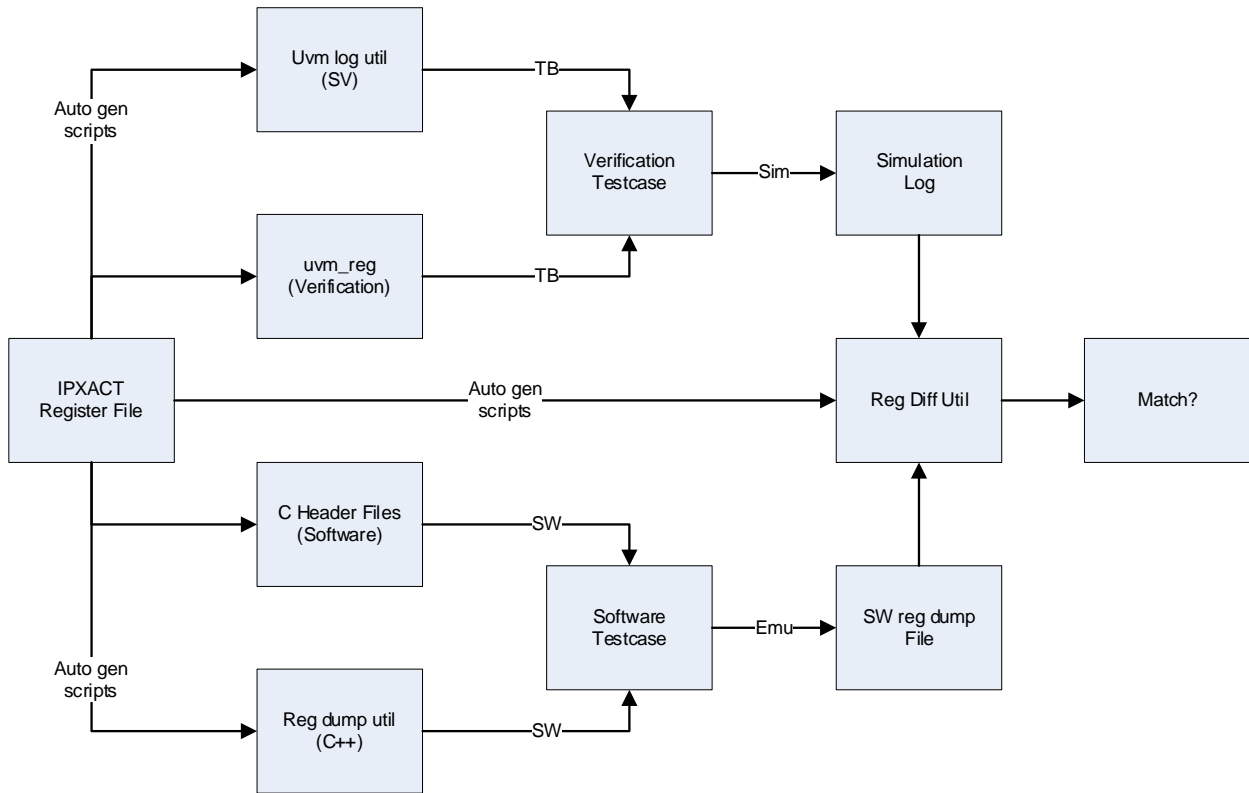 Uvm log util
(SV)
TB
Auto gen
scripts
Verification
Testcase
Sim
Simulation
Log
uvm_reg
(Verification)
TB
IPXACT
Register File
Auto gen
scripts
Reg Diff Util
Match?
C Header Files
(Software)
SW
Software
Testcase
Emu
SW reg dump
File
Auto gen
scripts
Reg dump util
(C++)
SW